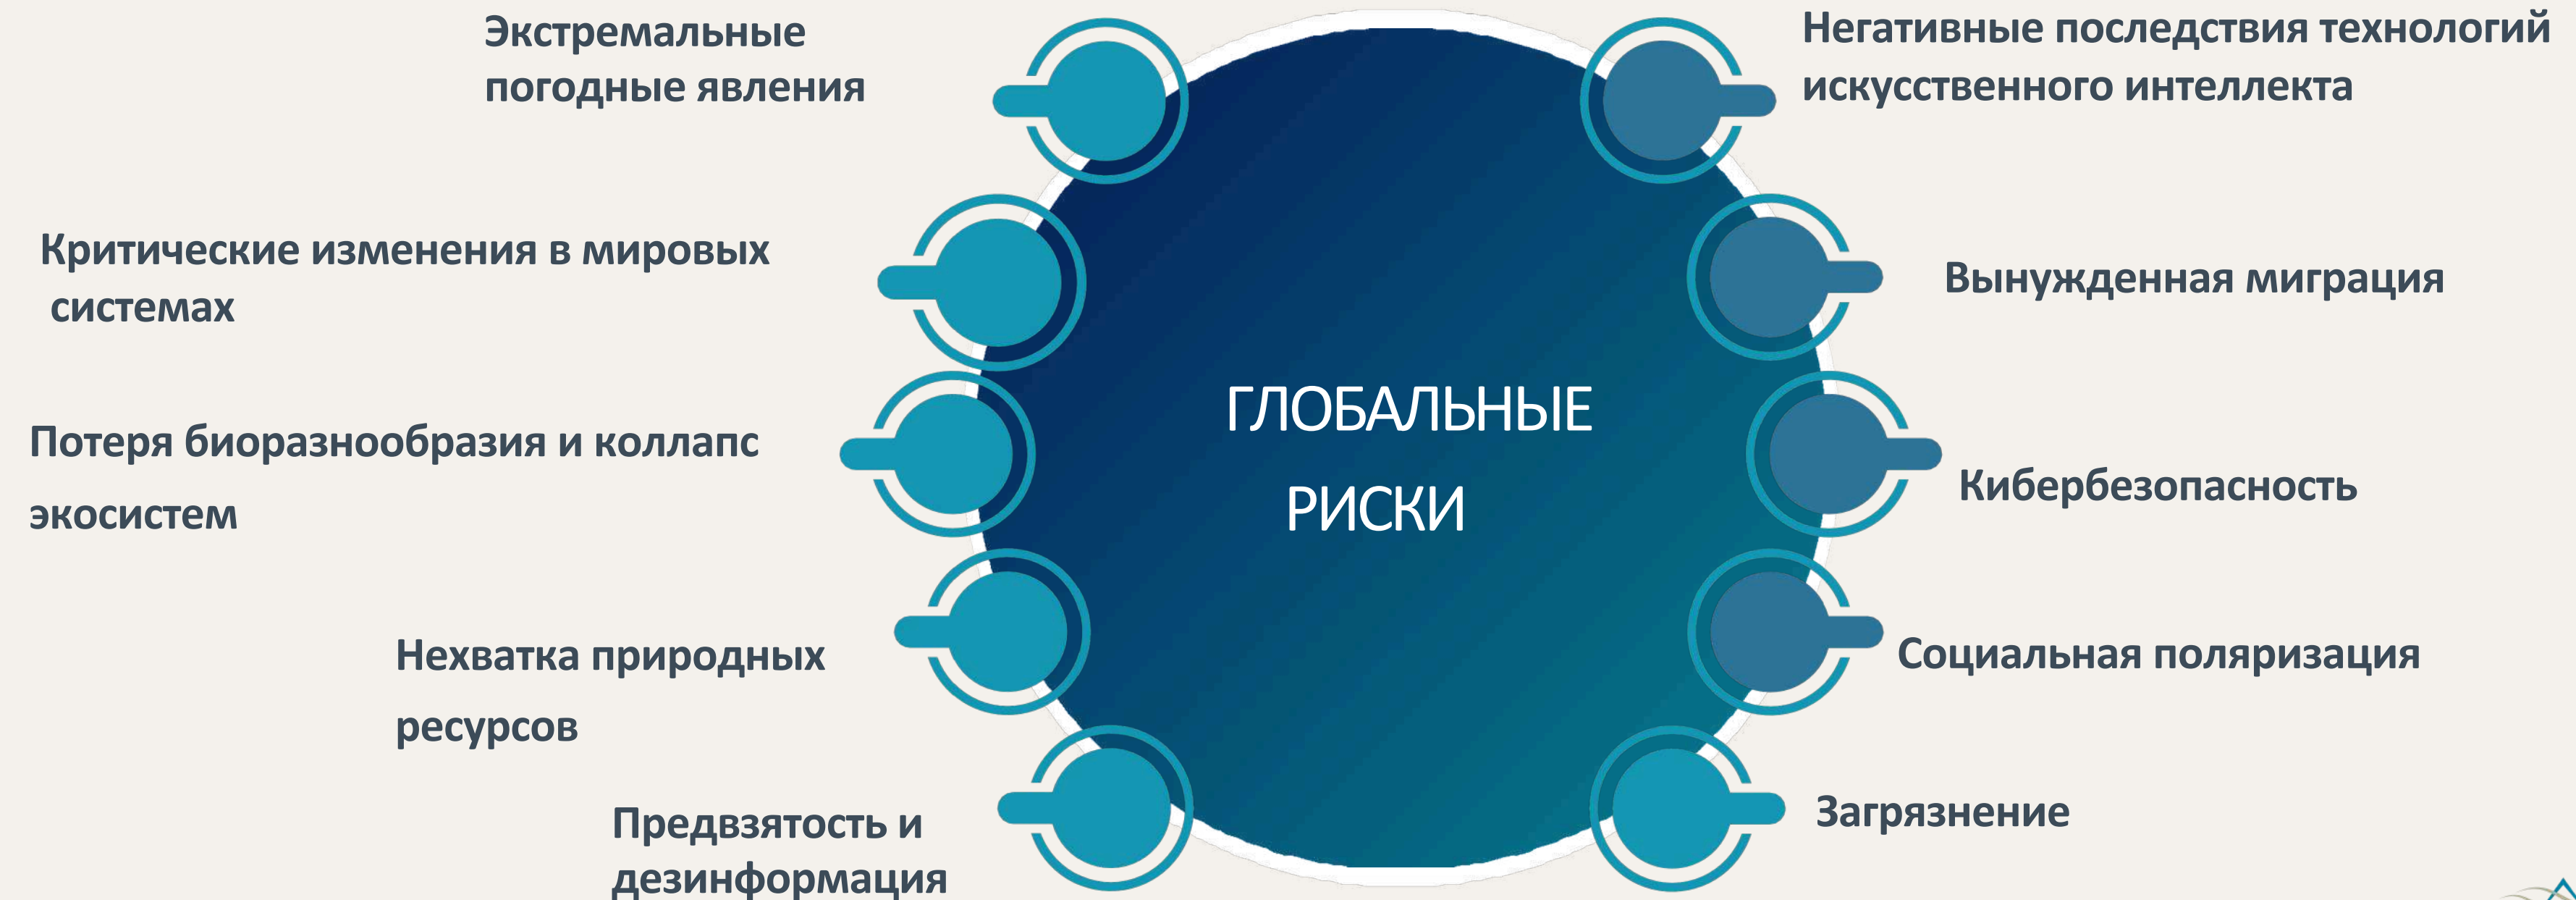 Экстремальные
погодные явления
Критические изменения в мировых
системах
Потеря биоразнообразия и коллапс
экосистем
Нехватка природных
ресурсов
Предвзятость и
дезинформация
ГЛОБАЛЬНЫЕ
РИСКИ
Негативные последствия технологий
искусственного интеллекта
Вынужденная миграция
Кибербезопасность
Социальная поляризация
Загрязнение